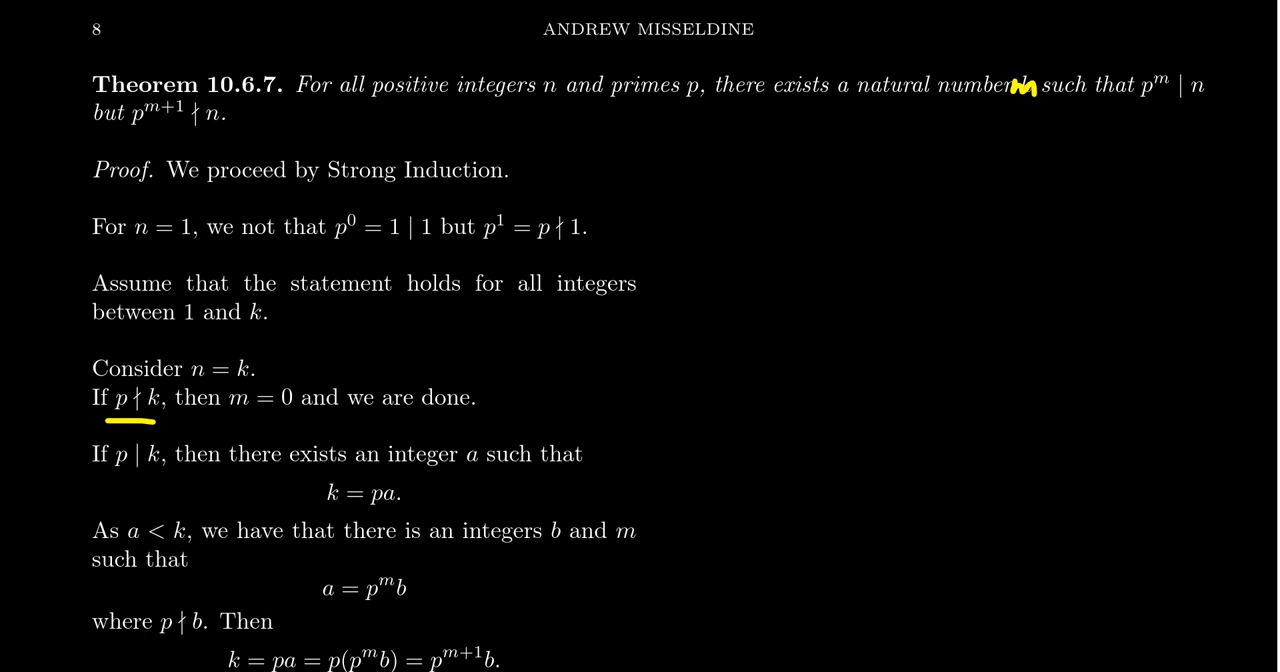 8 ANDREW MISSELDINE
Theorem 10.6.7. For all positive integers n and primes p, there exists a natural number m such that p^m | n
but p^{m+1} ∤ n.
Proof. We proceed by Strong Induction.
For n = 1, we not that p^0 = 1 | 1 but p^1 = p ∤ 1.
Assume that the statement holds for all integers
between 1 and k.
Consider n = k.
If p ∤ k, then m = 0 and we are done.
If p | k, then there exists an integer a such that
k = pa.
As a < k, we have that there is an integers b and m
such that
a = p^m b
where p ∤ b. Then
k = pa = p(p^m b) = p^{m+1} b.